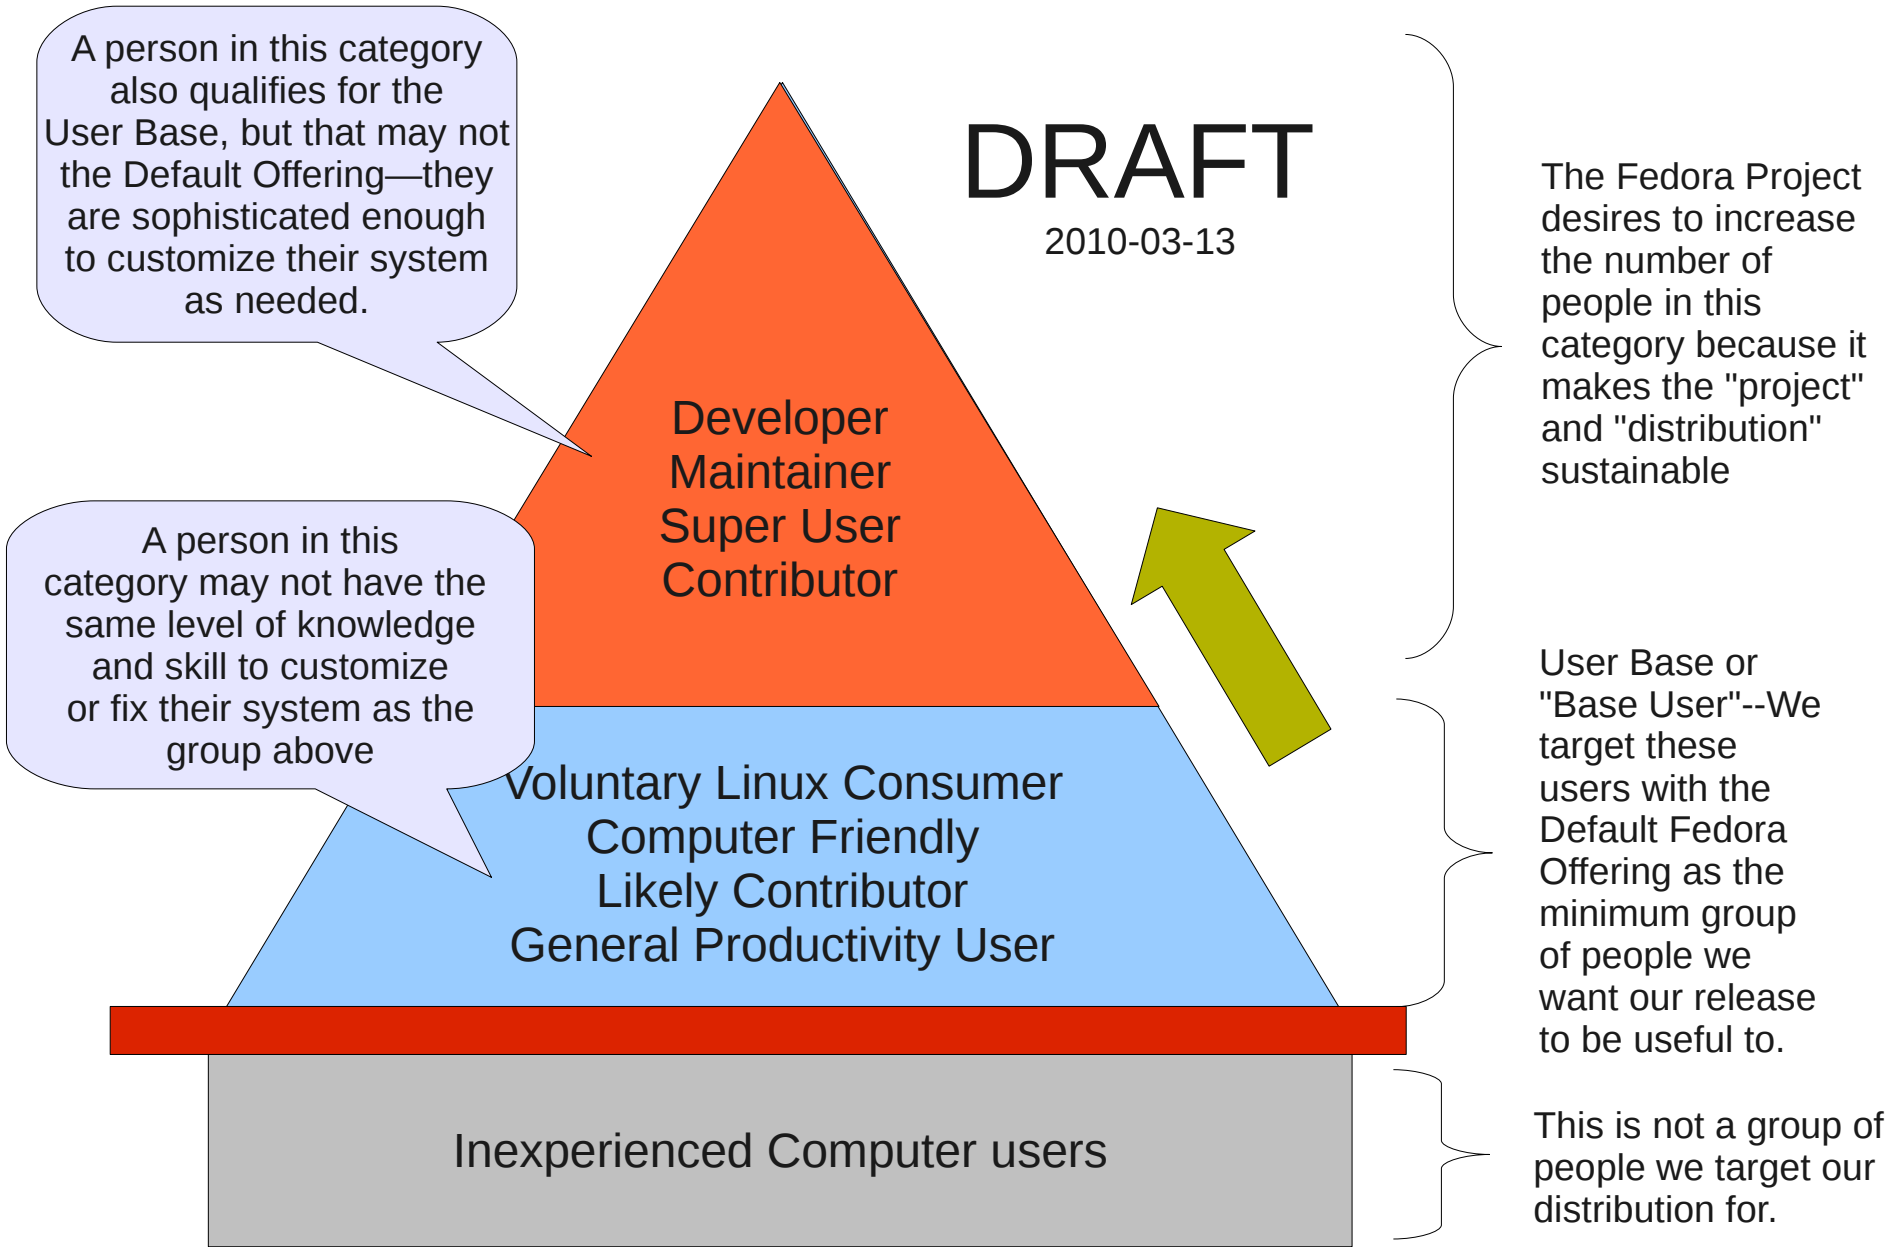 A person in this category
also qualifies for the
User Base, but that may not
the Default Offering—they
are sophisticated enough
to customize their system
as needed.
DRAFT
2010-03-13
The Fedora Project
desires to increase
the number of
people in this
category because it
makes the "project"
and "distribution"
sustainable
Developer
Maintainer
Super User
Contributor
A person in this
category may not have the
same level of knowledge
and skill to customize
or fix their system as the
group above
User Base or
"Base User"--We
target these
users with the
Default Fedora
Offering as the
minimum group
of people we
want our release
to be useful to.
Voluntary Linux Consumer
Computer Friendly
Likely Contributor
General Productivity User
Inexperienced Computer users
This is not a group of
people we target our
distribution for.